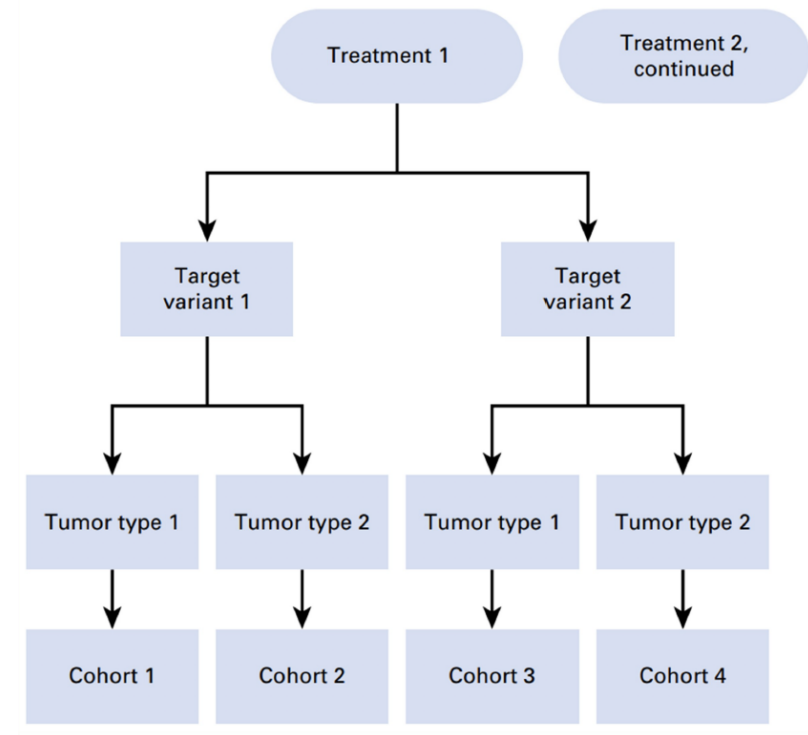 Treatment 1
Treatment 2,
continued
Target
variant 1
Target
variant 2
Tumor type 1
Tumor type 2
Tumor type 1
Tumor type 2
Cohort 1
Cohort 2
Cohort 3
Cohort 4